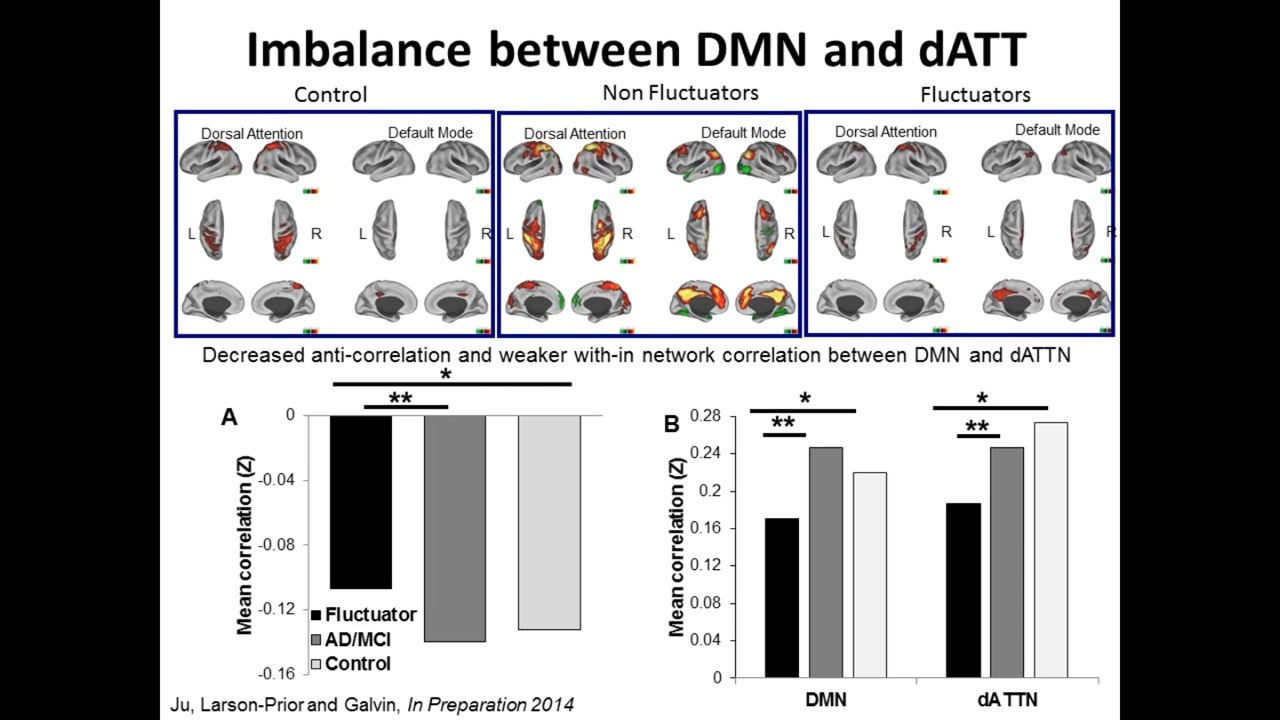 Imbalance between DMN and dATT
Control
Non Fluctuators
Fluctuators
Dorsal Attention
Default Mode
Dorsal Attention
Default Mode
Dorsal Attention
Default Mode
L
R
L
R
L
R
L
R
L
R
L
R
Decreased anti-correlation and weaker with-in network correlation between DMN and dATTN
A
*
**
0
-0.04
-0.08
-0.12
-0.16
Mean correlation (Z)
Fluctuator
AD/MCI
Control
B
*
**
*
**
0.28
0.24
0.2
0.16
0.12
0.08
0.04
0
Mean correlation (Z)
DMN
dATTN
Ju, Larson-Prior and Galvin, In Preparation 2014